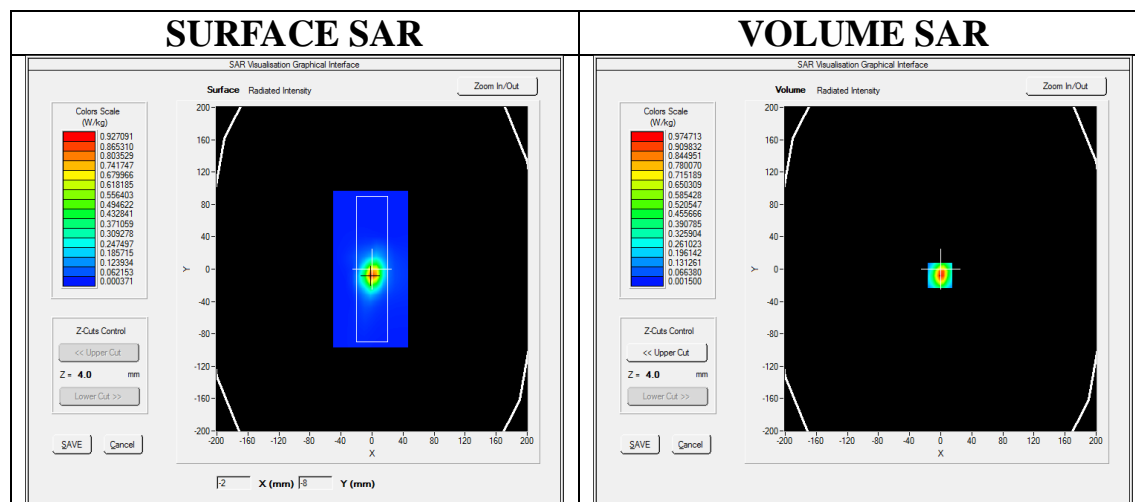 SURFACE SAR
VOLUME SAR
SAR Visualisation Graphical Interface
Surface Radiated Intensity
Zoom In/Out
Colors Scale
(W/kg)
0.927091
0.865310
0.803529
0.741747
0.679966
0.618185
0.556403
0.494622
0.432841
0.371059
0.309278
0.247497
0.185715
0.123934
0.062153
0.000371
Z-Cuts Control
<< Upper Cut
Z = 4.0 mm
Lower Cut >>
SAVE Cancel
200
160
120
80
40
0
-40
-80
-120
-160
-200
Y
-200 -160 -120 -80 -40 0 40 80 120 160 200
X
-2 X (mm) -8 Y (mm)
SAR Visualisation Graphical Interface
Volume Radiated Intensity
Zoom In/Out
Colors Scale
(W/kg)
0.974713
0.909832
0.844951
0.780070
0.715189
0.650309
0.585428
0.520547
0.455666
0.390785
0.325904
0.261023
0.196142
0.131261
0.066380
0.001500
Z-Cuts Control
<< Upper Cut
Z = 4.0 mm
Lower Cut >>
SAVE Cancel
200
160
120
80
40
0
-40
-80
-120
-160
-200
Y
-200 -160 -120 -80 -40 0 40 80 120 160 200
X